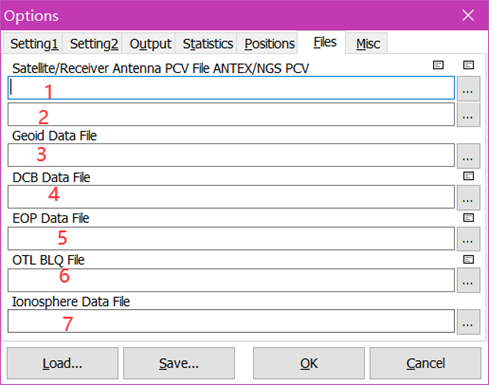 Options
Setting1 Setting2 Output Statistics Positions Files Misc
Satellite/Receiver Antenna PCV File ANTEX/NGS PCV
1
...
2
...
Geoid Data File
3
...
DCB Data File
4
...
EOP Data File
5
...
OTL BLQ File
6
...
Ionosphere Data File
7
...
Load... Save... OK Cancel